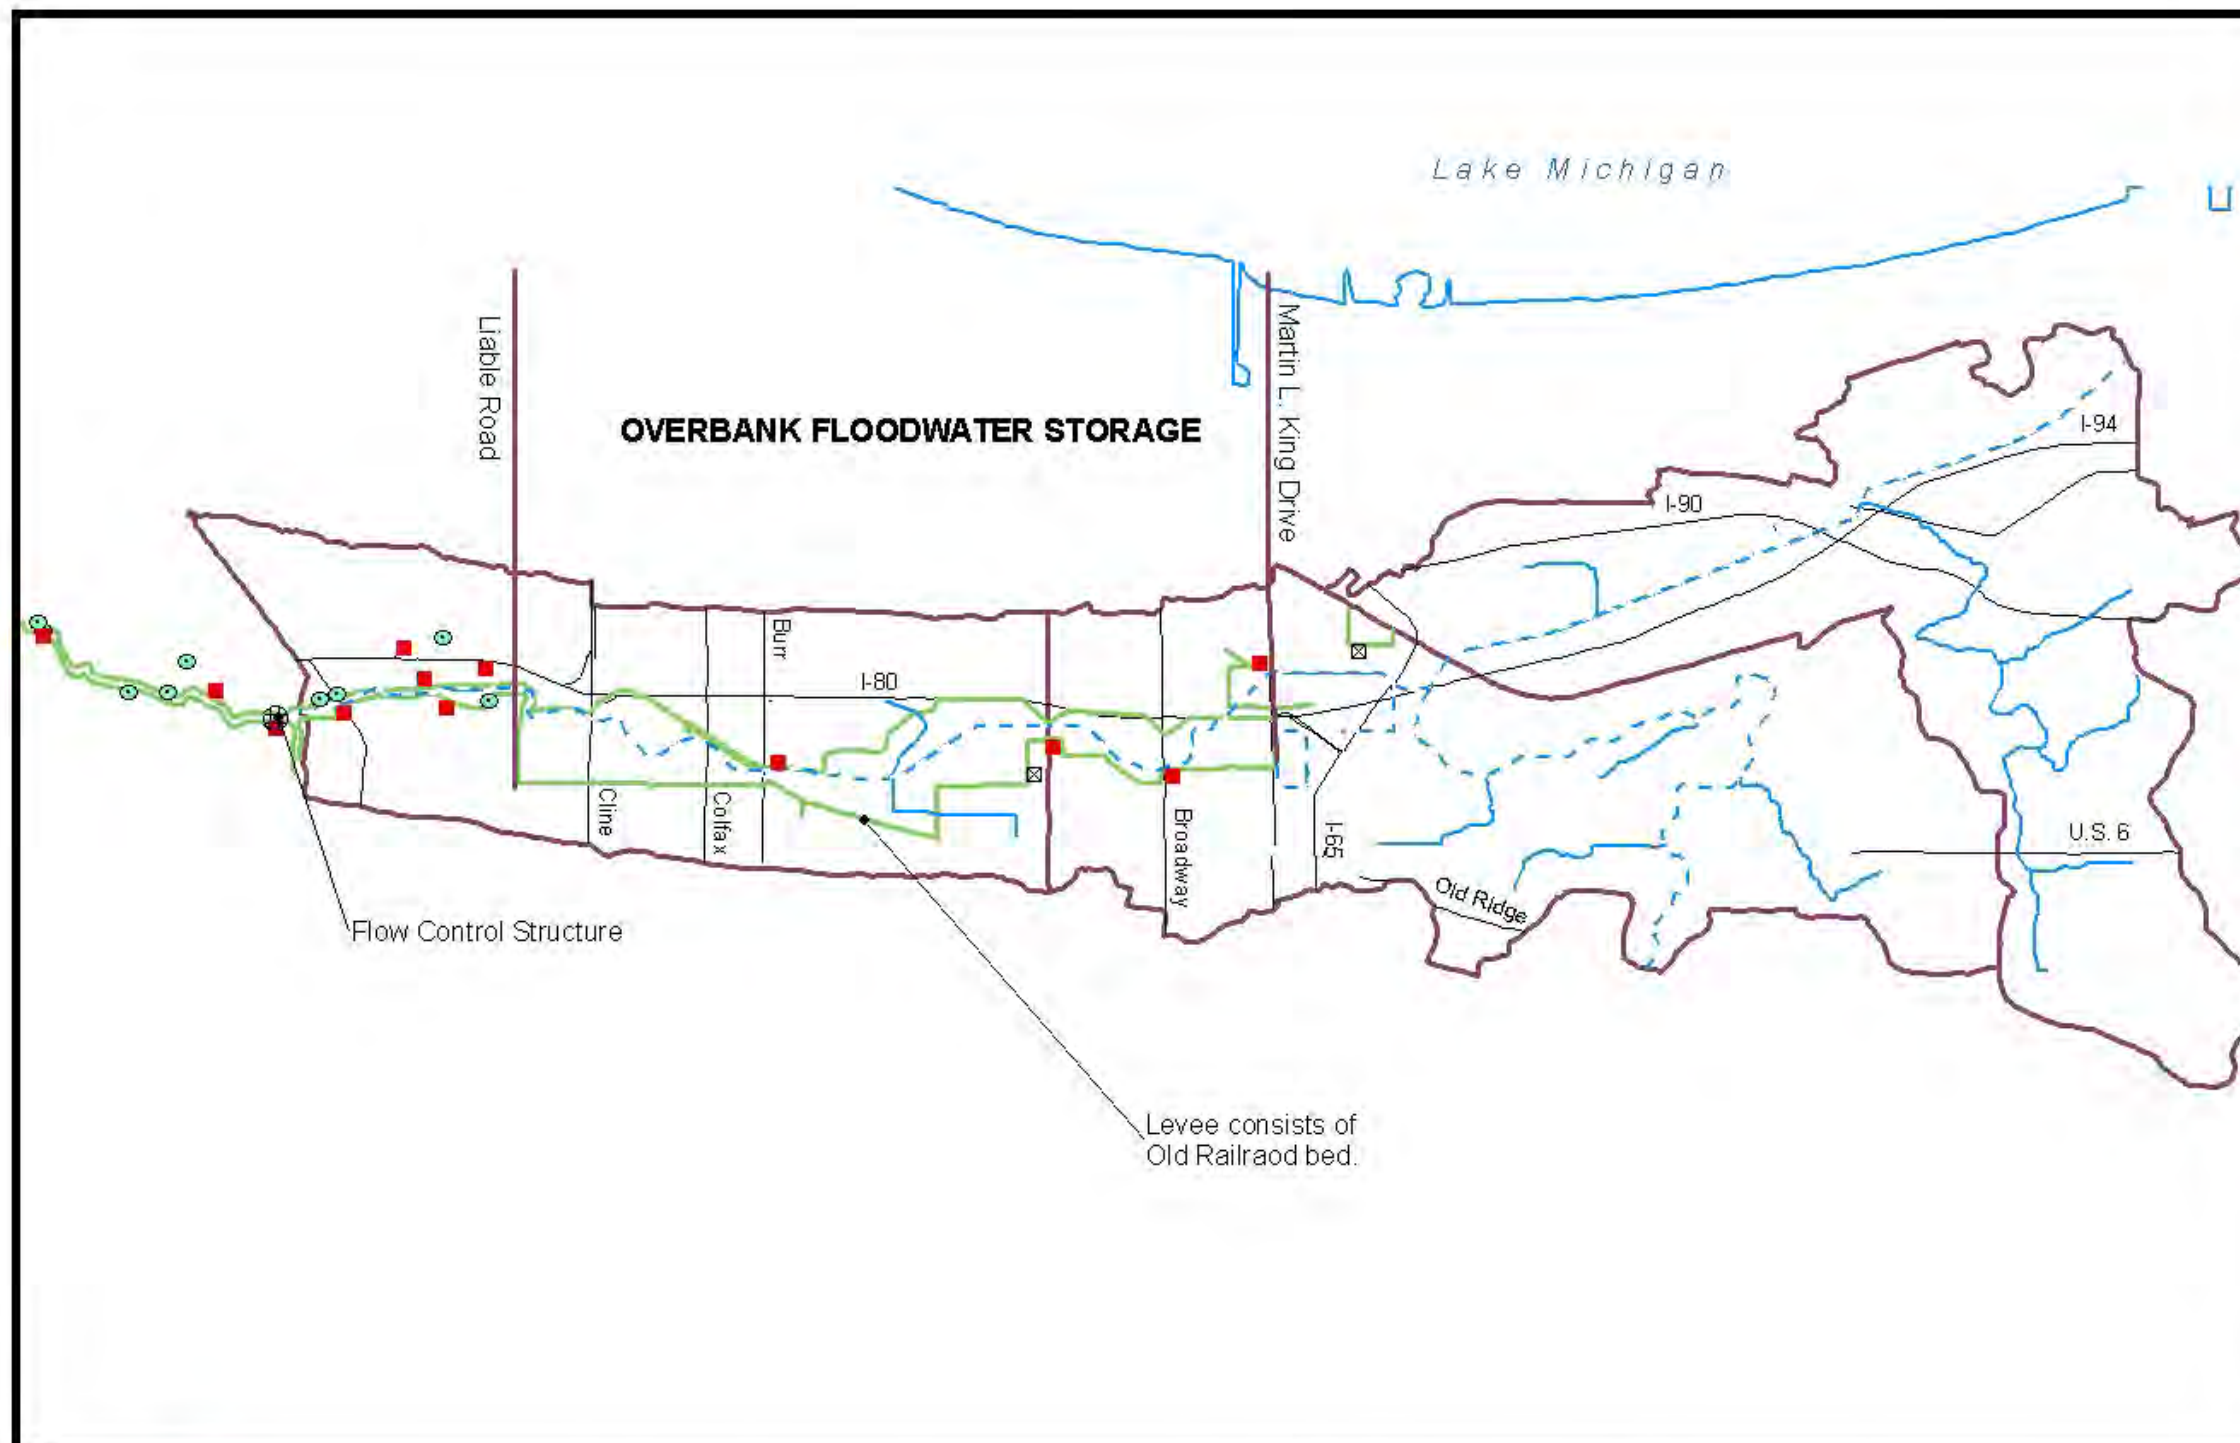 Lake Michigan
Liable Road
Martin L. King Drive
OVERBANK FLOODWATER STORAGE
I-94
I-90
Burr
I-80
Cline
Colfax
Broadway
I-65
U.S. 6
Old Ridge
Flow Control Structure
Levee consists of
Old Railraod bed.